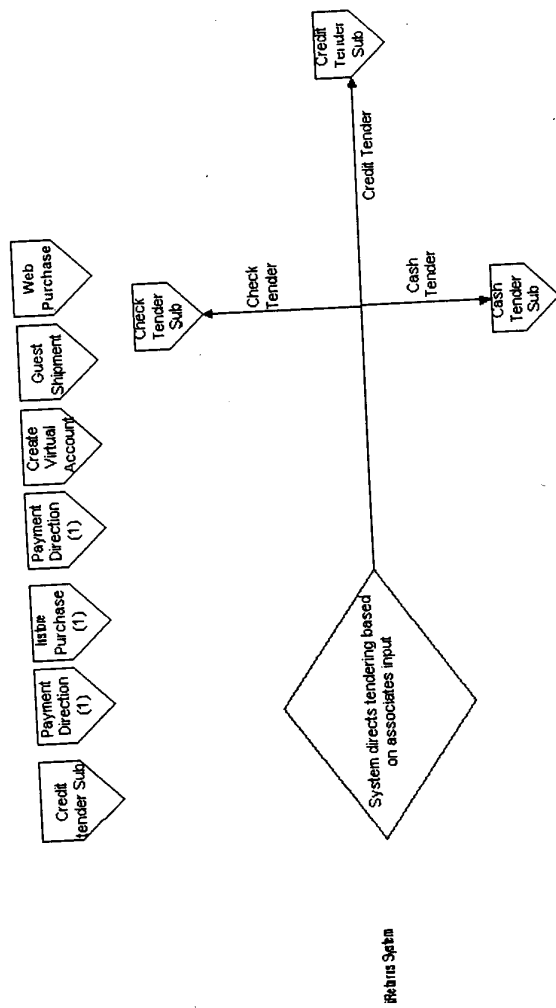 Credit
tender Sub
Payment
Direction
(1)
Instore
Purchase
(1)
Payment
Direction
(1)
Create
Virtual
Account
Guest
Shipment
Web
Purchase
Check
Tender
Sub
Check
Tender
Credit Tender
Credit
Tender
Sub
Cash
Tender
Cash
Tender
Sub
System directs tendering based
on associates input
iReturns System